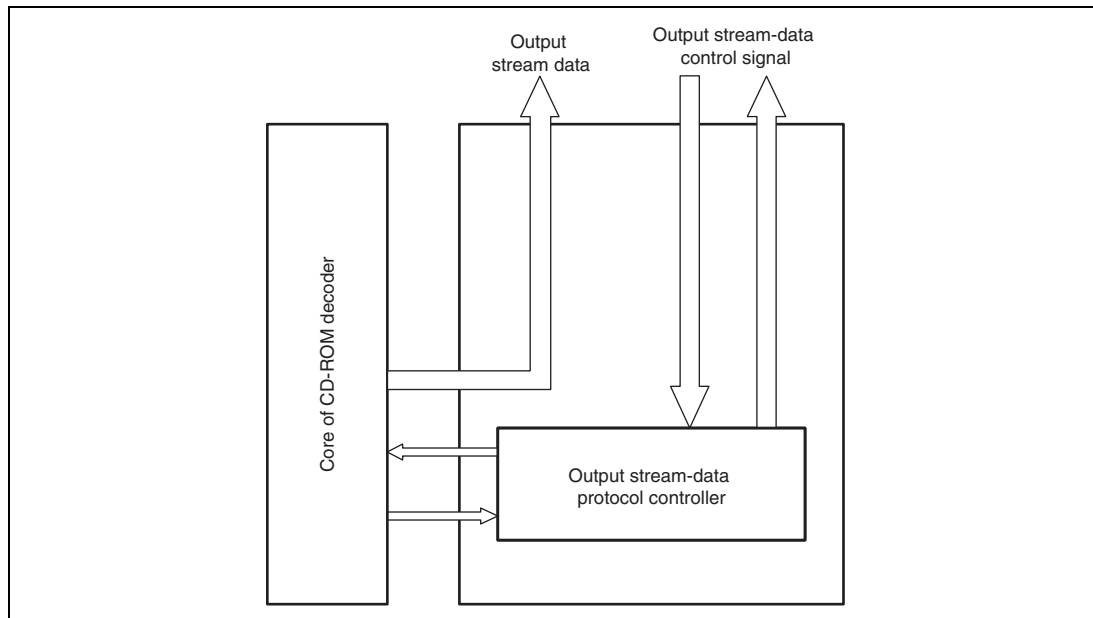 Output
stream data
Output stream-data
control signal
Core of CD-ROM decoder
Output stream-data
protocol controller